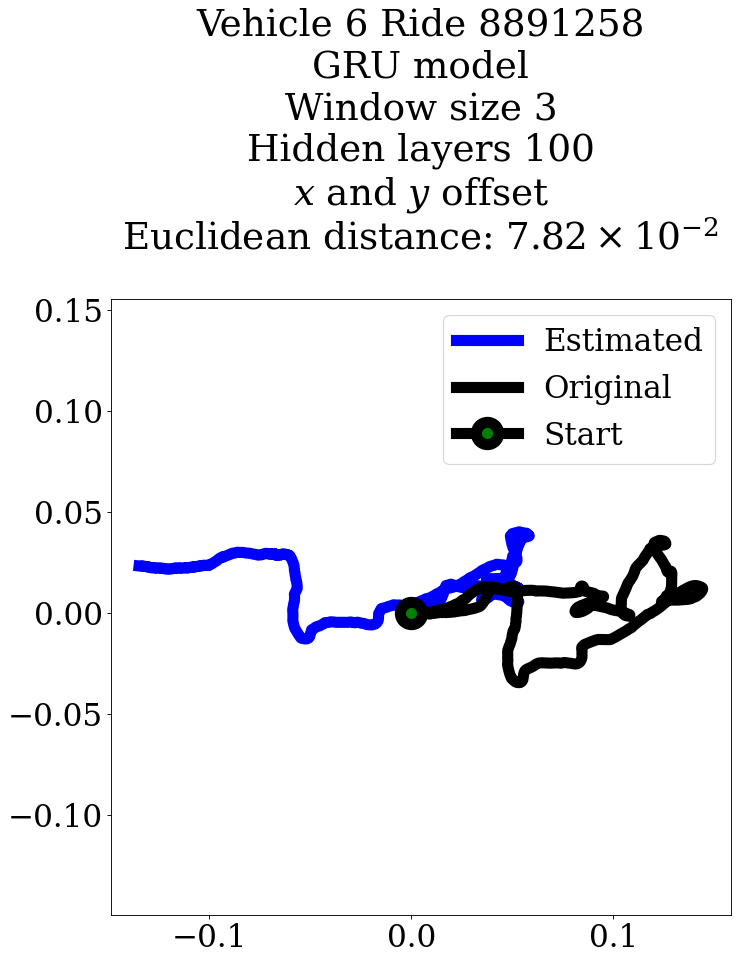 Vehicle 6 Ride 8891258
GRU model
Window size 3
Hidden layers 100
x and y offset
Euclidean distance: 7.82 × 10⁻²
0.15
0.10
0.05
0.00
−0.05
−0.10
−0.1
0.0
0.1
Estimated
Original
Start